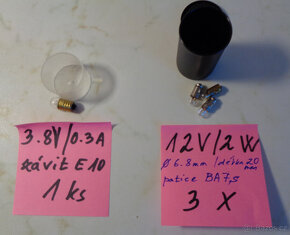 3.8V/0.3A
závit E10
1 ks
12V/2W
Ø 6.8mm / délka 20 mm
patice BA7s
3 X